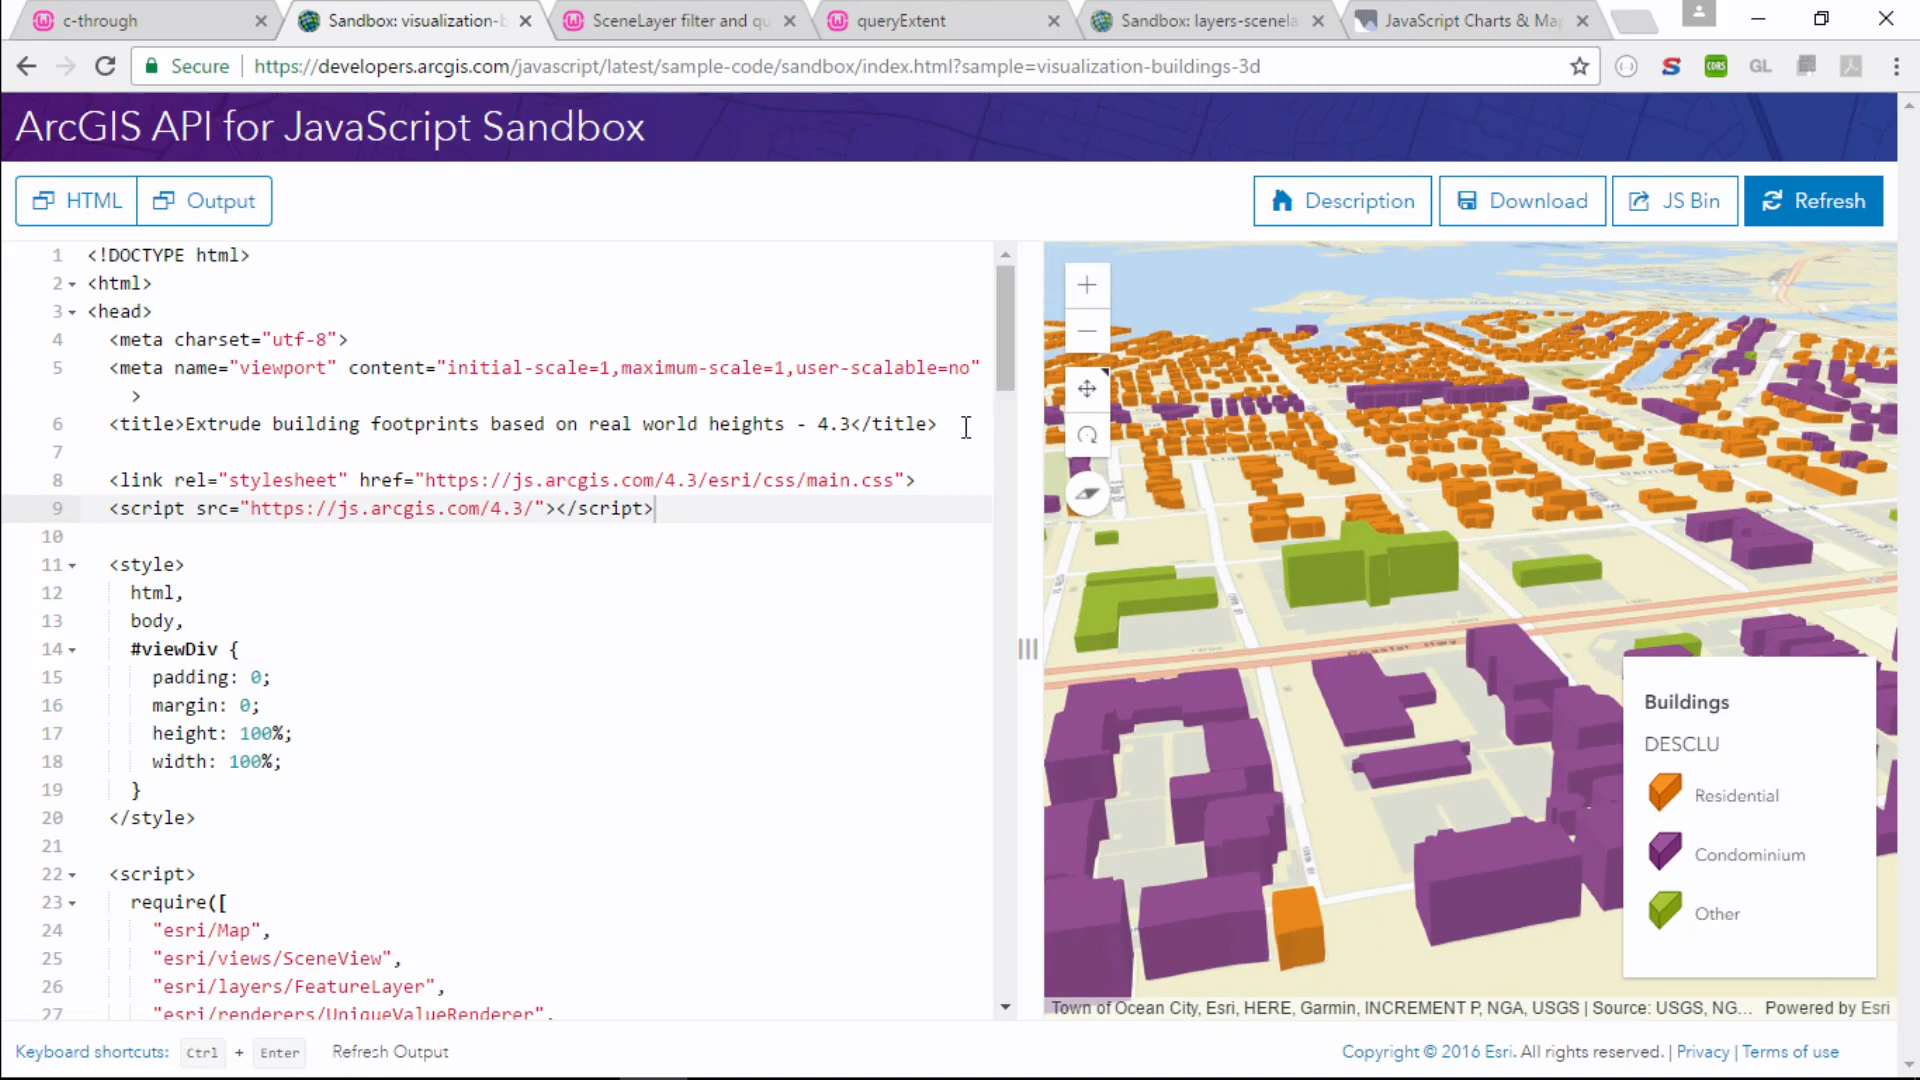 c-through
Sandbox: visualization-b
SceneLayer filter and qu
queryExtent
Sandbox: layers-scenela
JavaScript Charts & Map
Secure
https://developers.arcgis.com/javascript/latest/sample-code/sandbox/index.html?sample=visualization-buildings-3d
CORS
GL
ArcGIS API for JavaScript Sandbox
HTML
Output
Description
Download
JS Bin
Refresh
1 <!DOCTYPE html>
2 <html>
3 <head>
4 <meta charset="utf-8">
5 <meta name="viewport" content="initial-scale=1,maximum-scale=1,user-scalable=no"
>
6 <title>Extrude building footprints based on real world heights - 4.3</title>
7
8 <link rel="stylesheet" href="https://js.arcgis.com/4.3/esri/css/main.css">
9 <script src="https://js.arcgis.com/4.3/"></script>
10
11 <style>
12 html,
13 body,
14 #viewDiv {
15 padding: 0;
16 margin: 0;
17 height: 100%;
18 width: 100%;
19 }
20 </style>
21
22 <script>
23 require([
24 "esri/Map",
25 "esri/views/SceneView",
26 "esri/layers/FeatureLayer",
27 "esri/renderers/UniqueValueRenderer",
Buildings
DESCLU
Residential
Condominium
Other
Town of Ocean City, Esri, HERE, Garmin, INCREMENT P, NGA, USGS | Source: USGS, NG...
Powered by Esri
Keyboard shortcuts: Ctrl + Enter Refresh Output
Copyright © 2016 Esri. All rights reserved. | Privacy | Terms of use